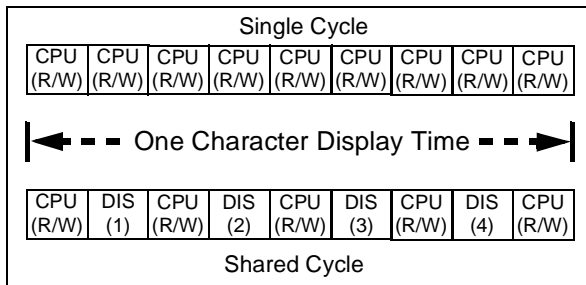 Single Cycle
CPU CPU CPU CPU CPU CPU CPU CPU CPU
(R/W) (R/W) (R/W) (R/W) (R/W) (R/W) (R/W) (R/W) (R/W)
One Character Display Time
CPU DIS CPU DIS CPU DIS CPU DIS CPU
(R/W) (1) (R/W) (2) (R/W) (3) (R/W) (4) (R/W)
Shared Cycle